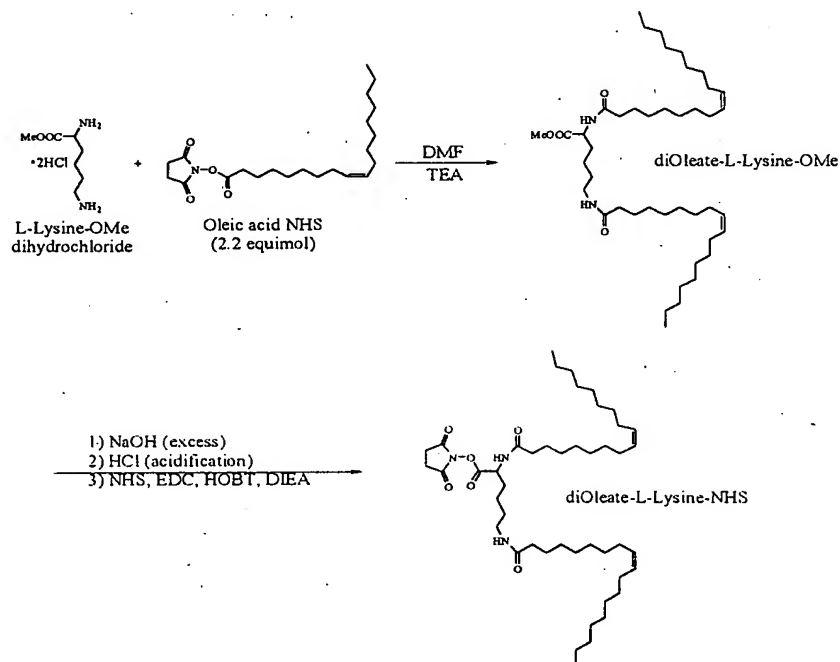 MeOOC
NH2
•2HCl
NH2
L-Lysine-OMe
dihydrochloride
+
O
N-O
O
O
Oleic acid NHS
(2.2 equimol)
DMF
TEA
O
HN
MeOOC
HN
O
diOleate-L-Lysine-OMe
1) NaOH (excess)
2) HCl (acidification)
3) NHS, EDC, HOBT, DIEA
O
N-O
O
O
HN
O
HN
O
diOleate-L-Lysine-NHS